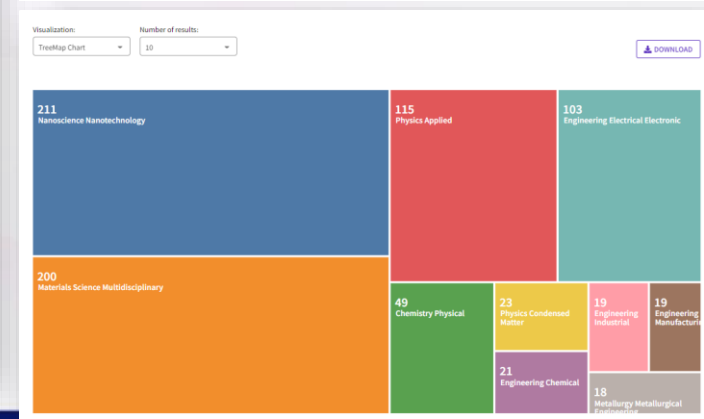 Visualization:
Number of results:
TreeMap Chart
10
DOWNLOAD
211
Nanoscience Nanotechnology
115
Physics Applied
103
Engineering Electrical Electronic
200
Materials Science Multidisciplinary
49
Chemistry Physical
23
Physics Condensed
Matter
19
Engineering
Industrial
19
Engineering
Manufacturin
21
Engineering Chemical
18
Metallurgy Metallurgical
Engineering